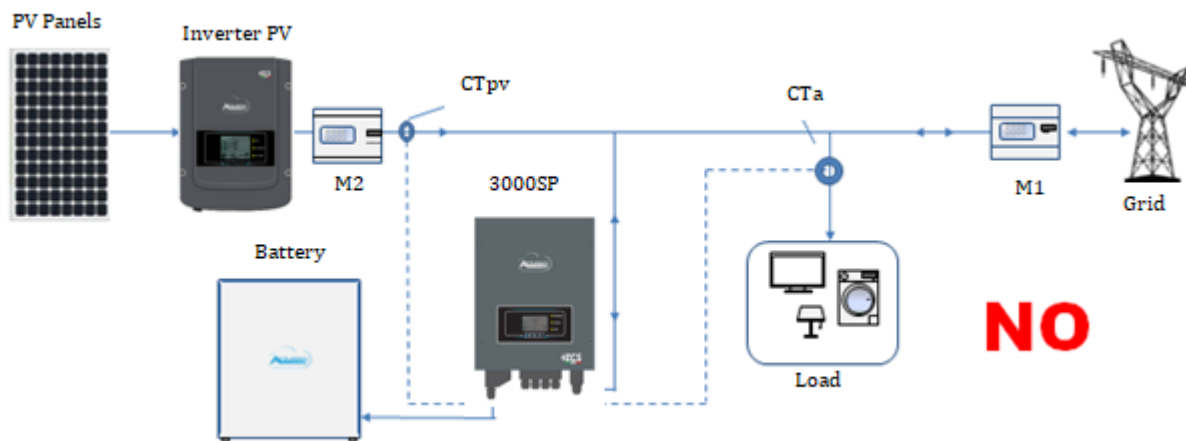 PV Panels
Inverter PV
CTpv
CTa
M2
3000SP
M1
Grid
Battery
Load
NO